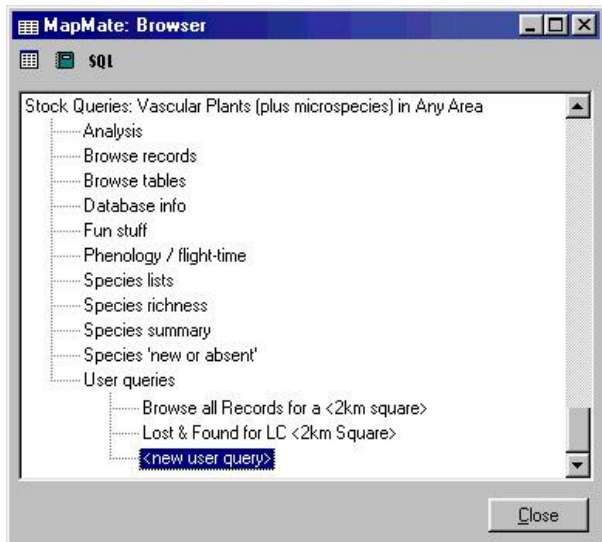 MapMate: Browser
SQL
Stock Queries: Vascular Plants (plus microspecies) in Any Area
Analysis
Browse records
Browse tables
Database info
Fun stuff
Phenology / flight-time
Species lists
Species richness
Species summary
Species 'new or absent'
User queries
Browse all Records for a <2km square>
Lost & Found for LC <2km Square>
<new user query>
Close